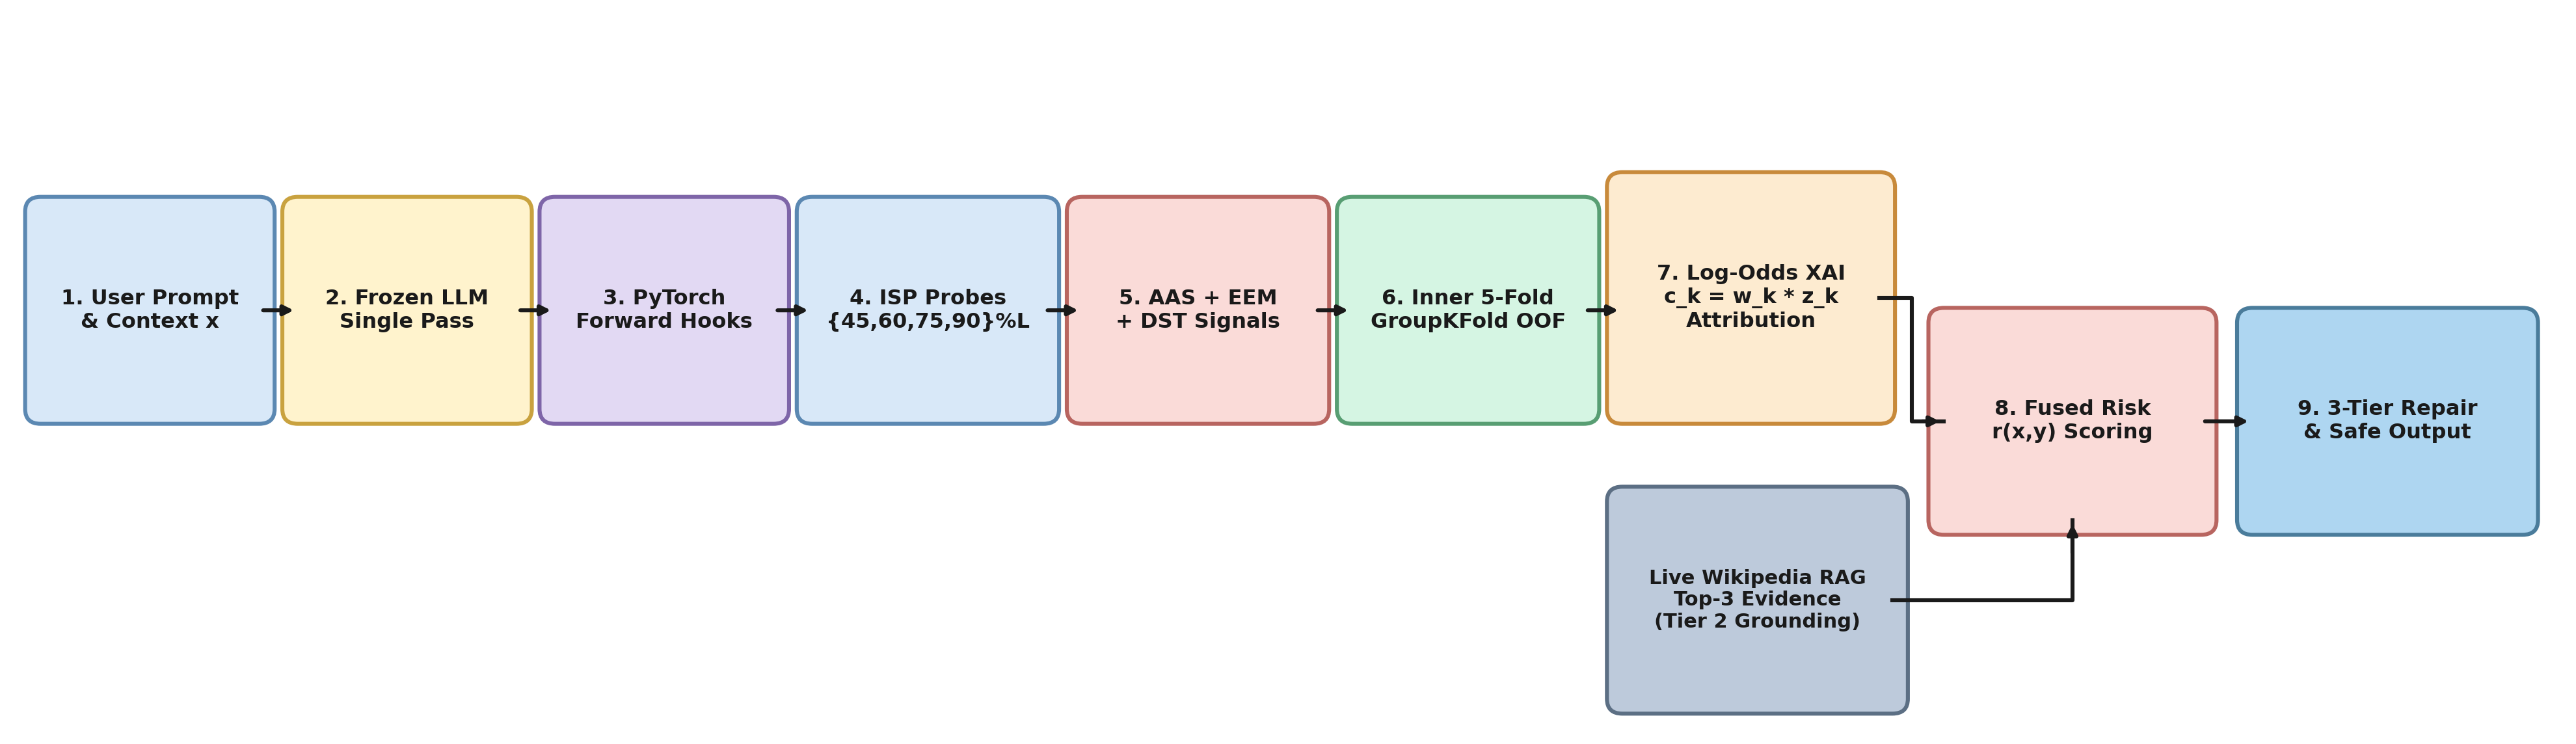 1. User Prompt
& Context x
2. Frozen LLM
Single Pass
3. PyTorch
Forward Hooks
4. ISP Probes
{45,60,75,90}%L
5. AAS + EEM
+ DST Signals
6. Inner 5-Fold
GroupKFold OOF
7. Log-Odds XAI
c_k = w_k * z_k
Attribution
8. Fused Risk
r(x,y) Scoring
9. 3-Tier Repair
& Safe Output
Live Wikipedia RAG
Top-3 Evidence
(Tier 2 Grounding)